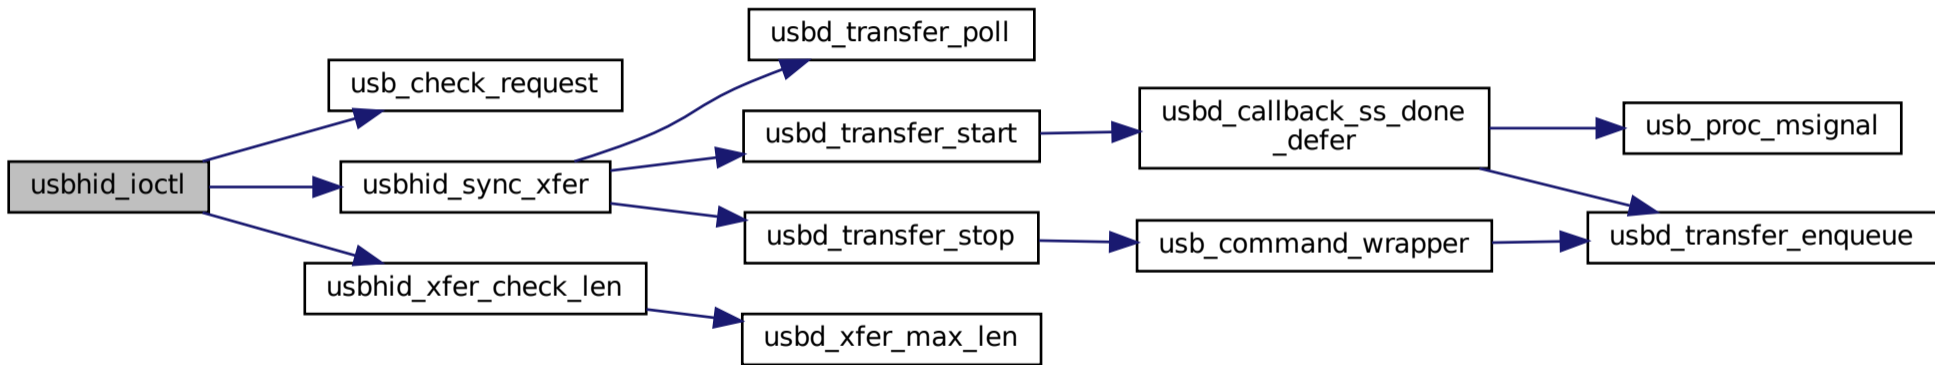 usbhid_ioctl
usb_check_request
usbhid_sync_xfer
usbhid_xfer_check_len
usbd_transfer_poll
usbd_transfer_start
usbd_transfer_stop
usbd_xfer_max_len
usbd_callback_ss_done
_defer
usb_command_wrapper
usb_proc_msignal
usbd_transfer_enqueue